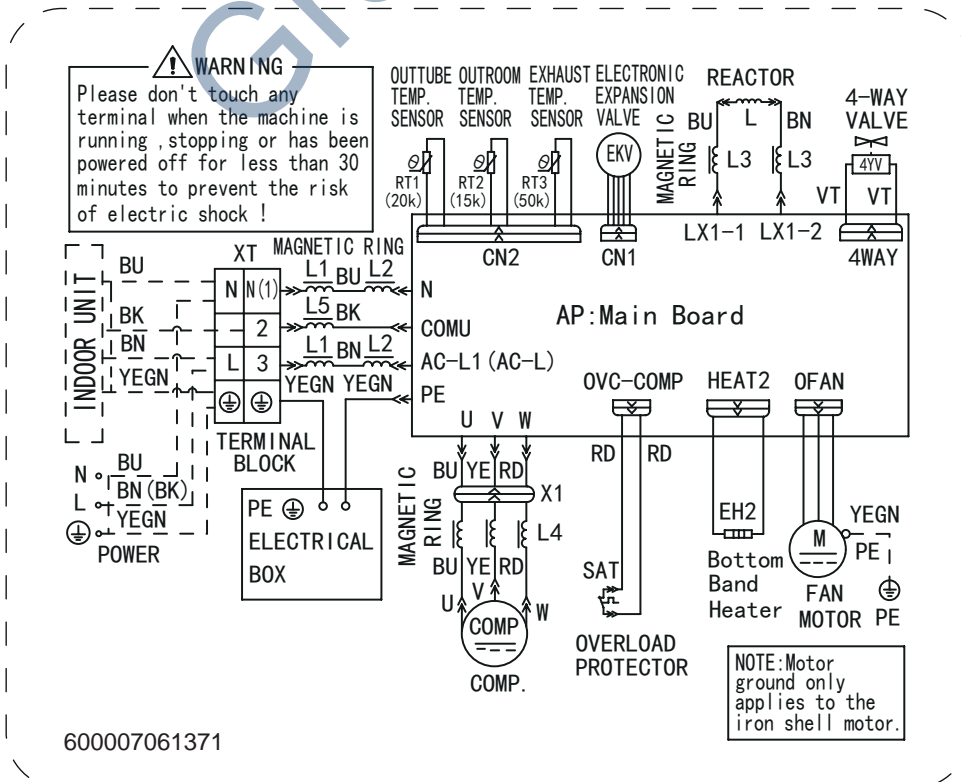 WARNING
Please don't touch any
terminal when the machine is
running ,stopping or has been
powered off for less than 30
minutes to prevent the risk
of electric shock !
OUTTUBE
TEMP.
SENSOR
OUTROOM
TEMP.
SENSOR
EXHAUST
TEMP.
SENSOR
ELECTRONIC
EXPANSION
VALVE
MAGNETIC
RING
REACTOR
BU
L
BN
L3
L3
4-WAY
VALVE
4YV
VT
VT
RT1
(20k)
RT2
(15k)
RT3
(50k)
EKV
CN2
CN1
LX1-1
LX1-2
4WAY
INDOOR UNIT
BU
BK
BN
YEGN
XT
N
N(1)
2
L
3
TERMINAL
BLOCK
MAGNETIC RING
L1
BU
L2
L5
BK
L1
BN
L2
YEGN
YEGN
N
COMU
AC-L1(AC-L)
PE
AP:Main Board
OVC-COMP
HEAT2
OFAN
U
V
W
N
L
BU
BN(BK)
YEGN
POWER
PE
ELECTRICAL
BOX
MAGNETIC
RING
BU
YE
RD
X1
L4
BU
YE
RD
U
V
W
COMP
COMP.
RD
RD
SAT
OVERLOAD
PROTECTOR
EH2
Bottom
Band
Heater
M
FAN
MOTOR
YEGN
PE
PE
NOTE:Motor
ground only
applies to the
iron shell motor.
600007061371